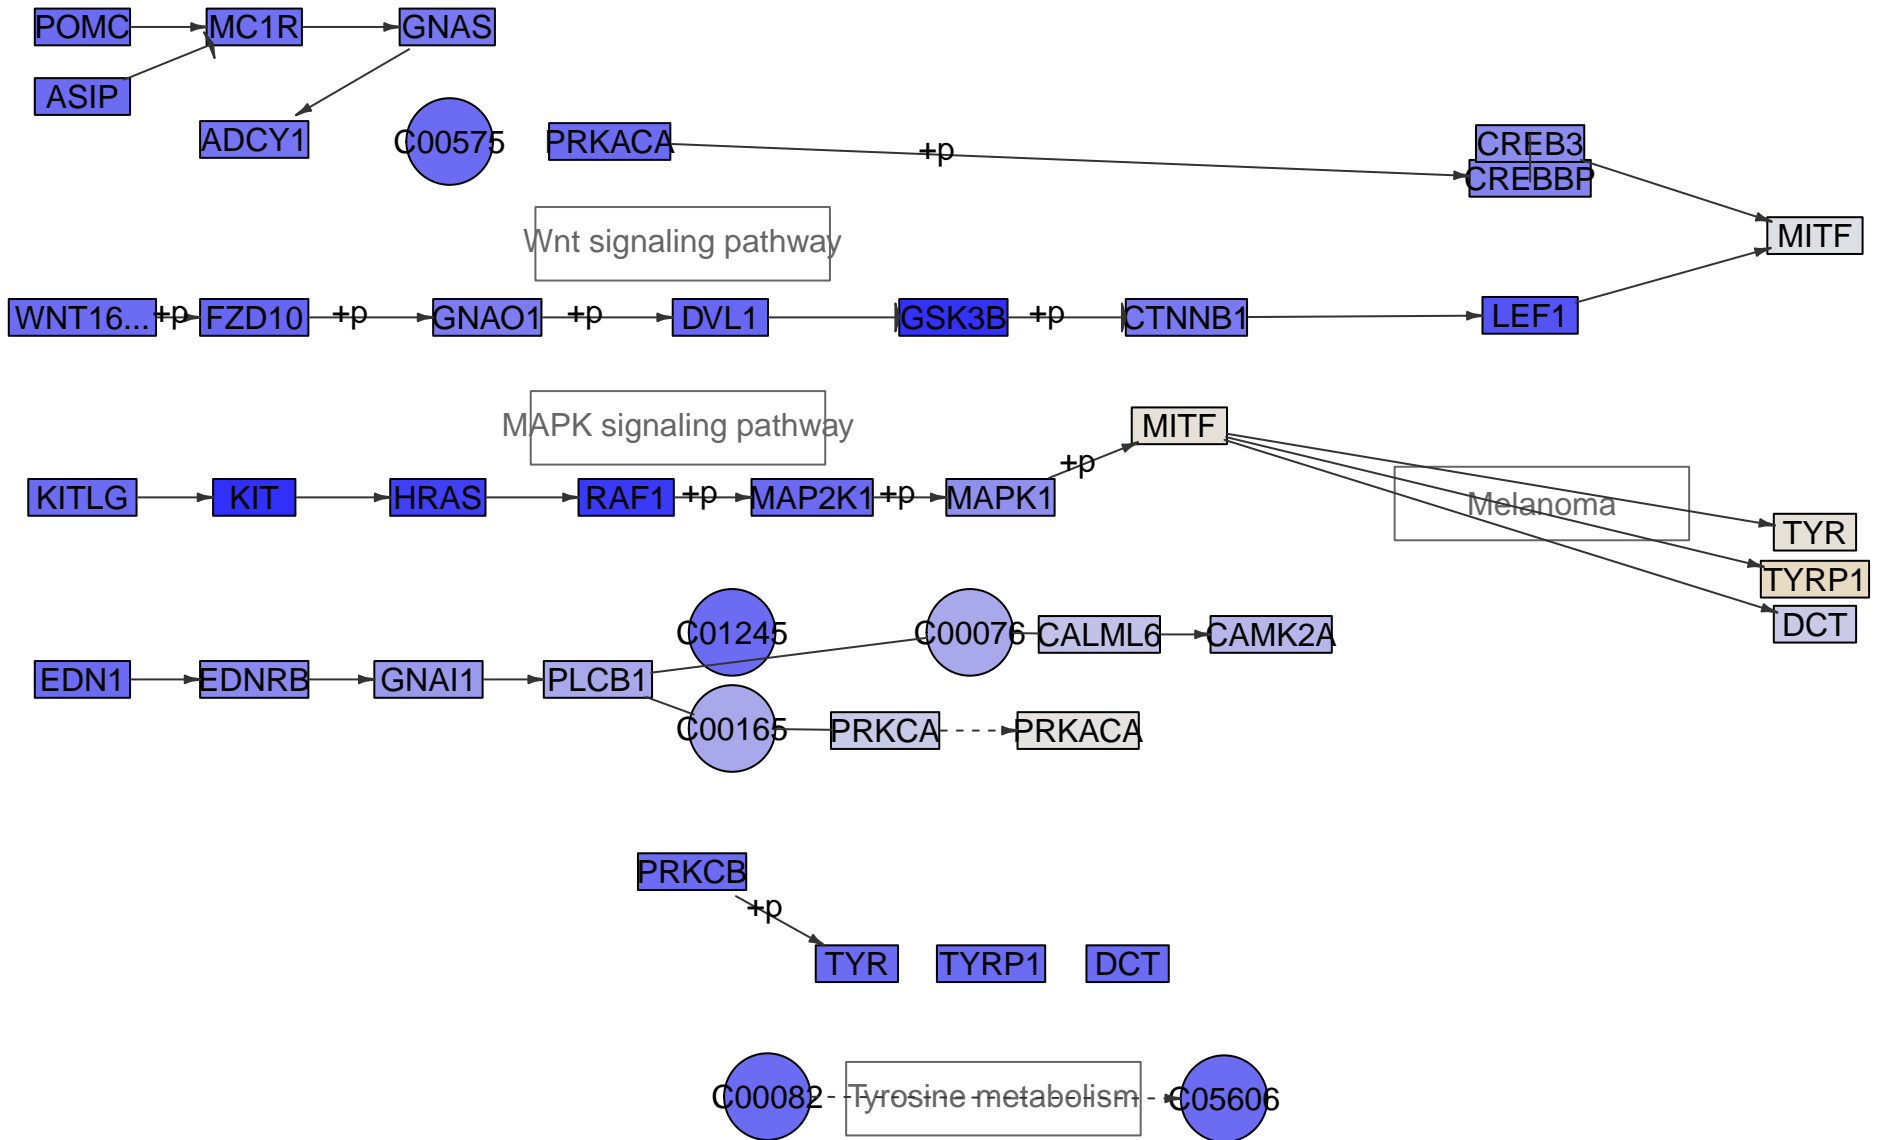 POMC
MC1R
GNAS
ASIP
ADCY1
C00575
PRKACA
+p
CREB3
CREBBP
Wnt signaling pathway
MITF
WNT16...
+p
FZD10
+p
GNAO1
+p
DVL1
GSK3B
+p
CTNNB1
LEF1
MAPK signaling pathway
MITF
+p
KITLG
KIT
HRAS
RAF1
+p
MAP2K1
+p
MAPK1
Melanoma
TYR
TYRP1
DCT
C01245
C00076
CALML6
CAMK2A
EDN1
EDNRB
GNAI1
PLCB1
C00165
PRKCA
PRKACA
PRKCB
+p
TYR
TYRP1
DCT
C00082
Tyrosine metabolism
C05606